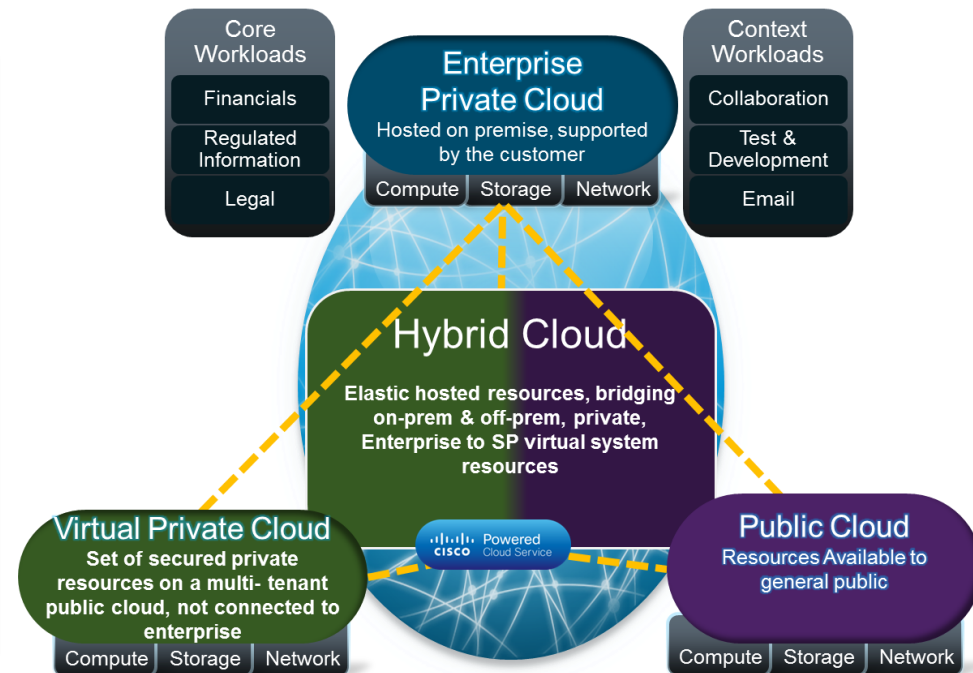 Core
Workloads
Financials
Regulated
Information
Legal
Enterprise
Private Cloud
Hosted on premise, supported
by the customer
Compute
Storage
Network
Context
Workloads
Collaboration
Test &
Development
Email
Hybrid Cloud
Elastic hosted resources, bridging
on-prem & off-prem, private,
Enterprise to SP virtual system
resources
Virtual Private Cloud
Set of secured private
resources on a multi- tenant
public cloud, not connected to
enterprise
Compute
Storage
Network
CISCO
Powered
Cloud Service
Public Cloud
Resources Available to
general public
Compute
Storage
Network